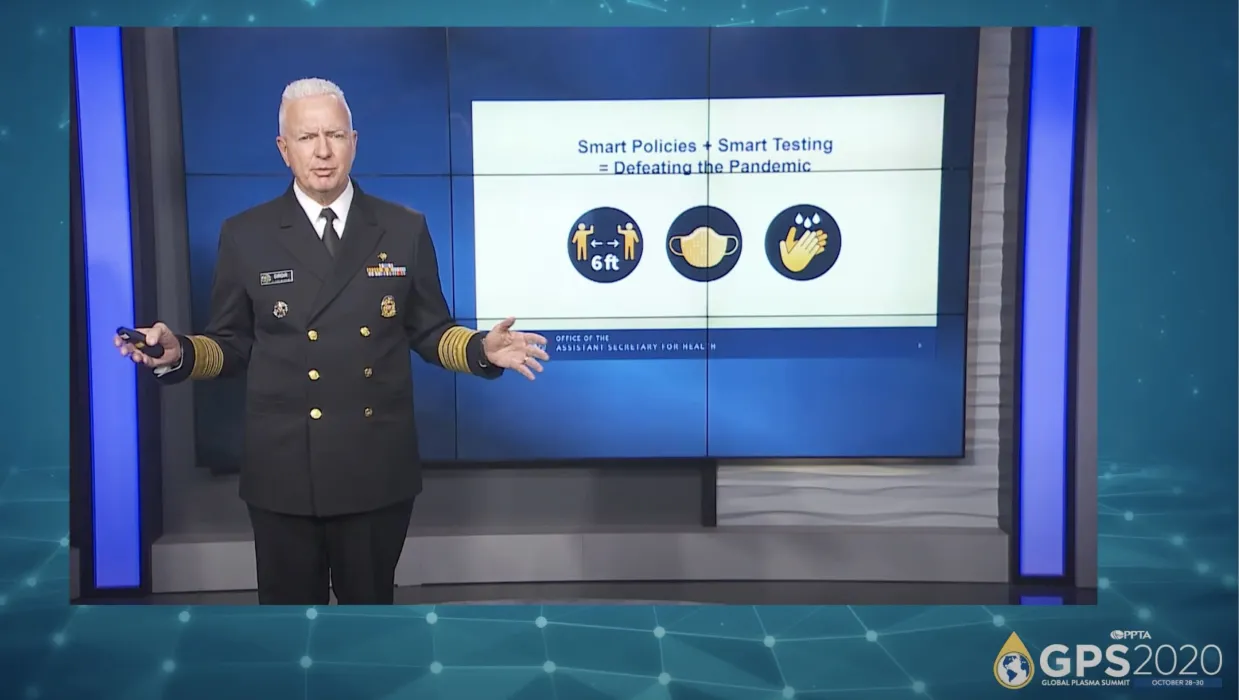 Smart Policies + Smart Testing
= Defeating the Pandemic
6ft
OFFICE OF THE
ASSISTANT SECRETARY FOR HEALTH
PPTA
GPS2020
GLOBAL PLASMA SUMMIT
OCTOBER 28-30